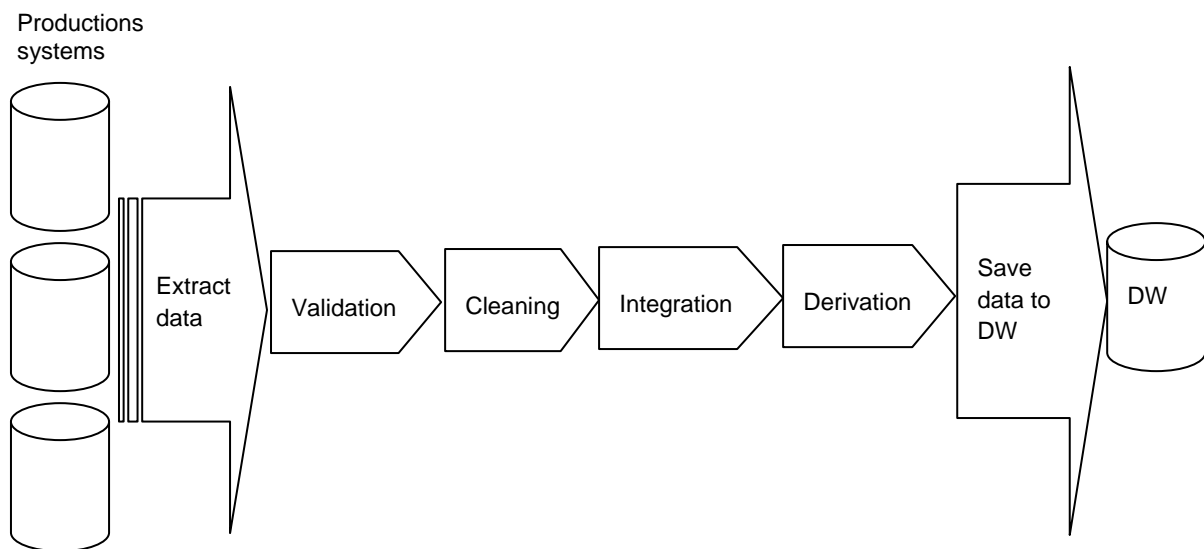 Productions
systems
Extract
data
Validation
Cleaning
Integration
Derivation
Save
data to
DW
DW